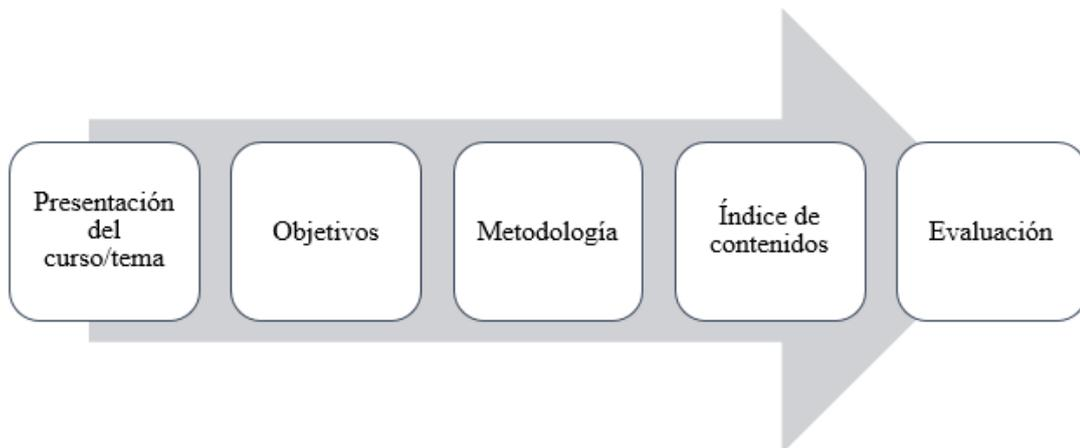 Presentación
del
curso/tema
Objetivos
Metodología
Índice de
contenidos
Evaluación